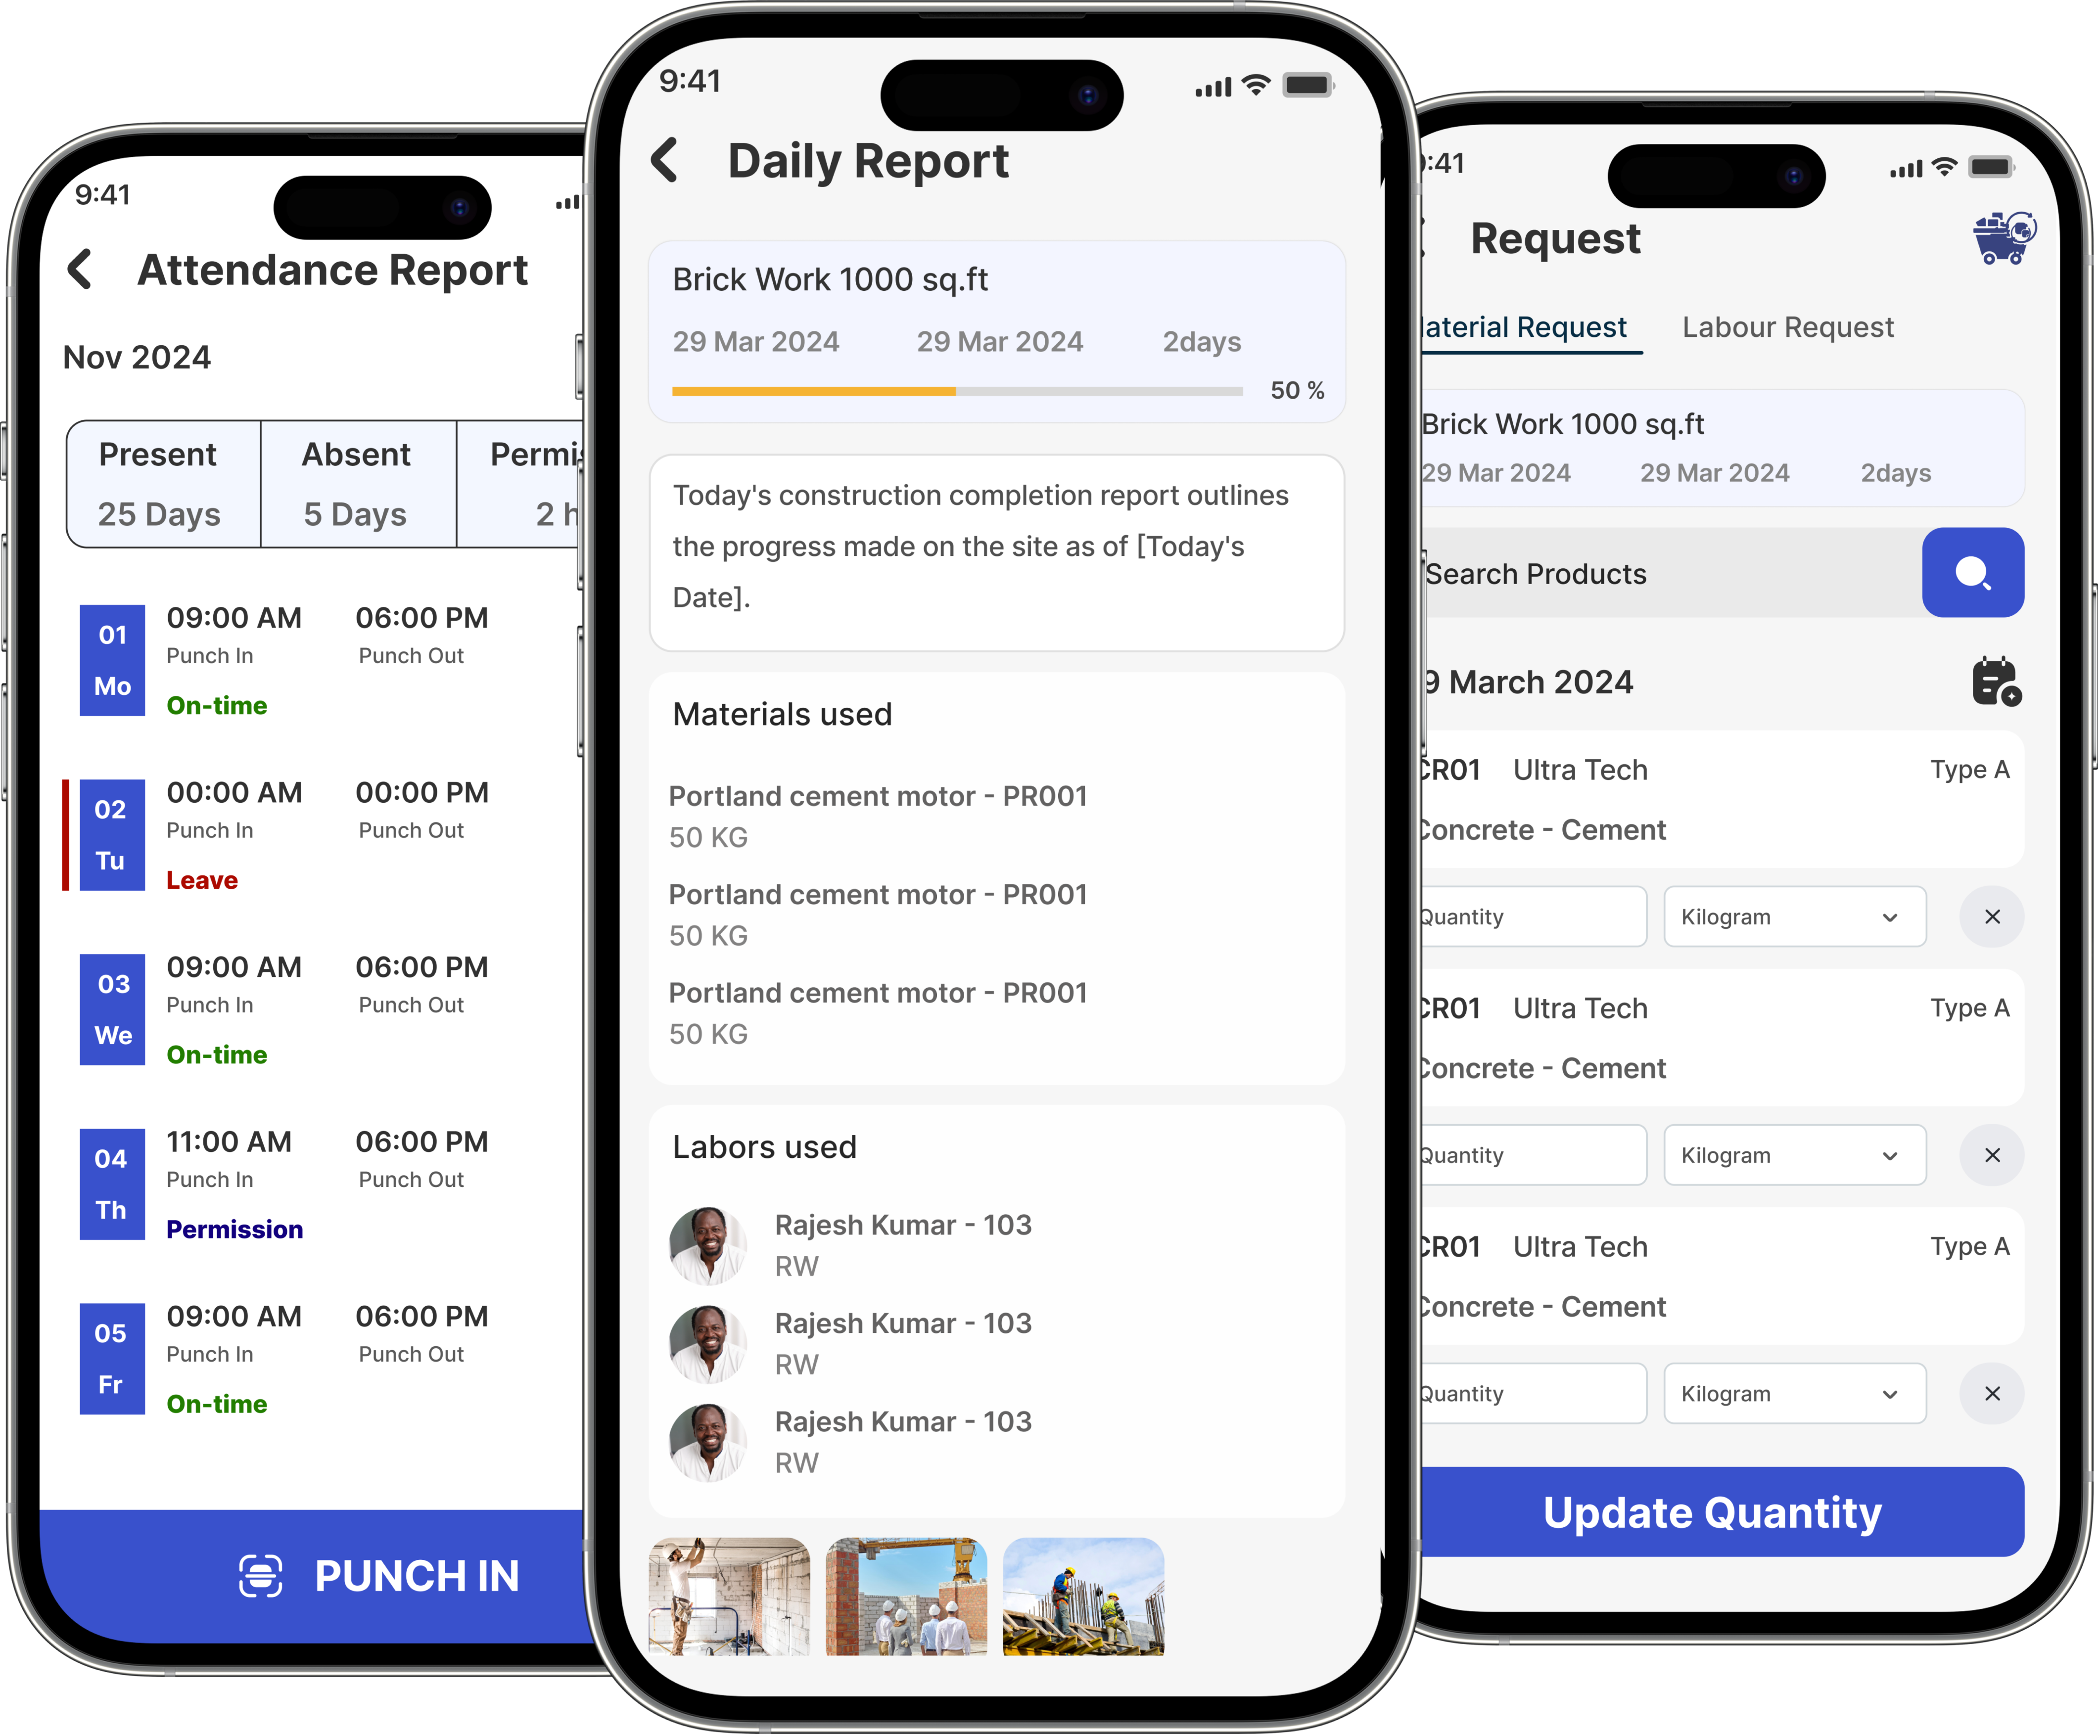 9:41
Attendance Report
Nov 2024
Present
Absent
25 Days
5 Days
2
01
Mo
09:00 AM
06:00 PM
Punch In
Punch Out
On-time
02
Tu
00:00 AM
00:00 PM
Punch In
Punch Out
Leave
03
We
09:00 AM
06:00 PM
Punch In
Punch Out
On-time
04
Th
11:00 AM
06:00 PM
Punch In
Punch Out
Permission
05
Fr
09:00 AM
06:00 PM
Punch In
Punch Out
On-time
PUNCH IN
9:41
Daily Report
Brick Work 1000 sq.ft
29 Mar 2024
29 Mar 2024
2days
50 %
Today's construction completion report outlines
the progress made on the site as of [Today's
Date].
Materials used
Portland cement motor - PR001
50 KG
Portland cement motor - PR001
50 KG
Portland cement motor - PR001
50 KG
Labors used
Rajesh Kumar - 103
RW
Rajesh Kumar - 103
RW
Rajesh Kumar - 103
RW
:41
Request
aterial Request
Labour Request
Brick Work 1000 sq.ft
29 Mar 2024
29 Mar 2024
2days
Search Products
9 March 2024
CR01 Ultra Tech
Type A
Concrete - Cement
Quantity
Kilogram
CR01 Ultra Tech
Type A
Concrete - Cement
Quantity
Kilogram
CR01 Ultra Tech
Type A
Concrete - Cement
Quantity
Kilogram
Update Quantity